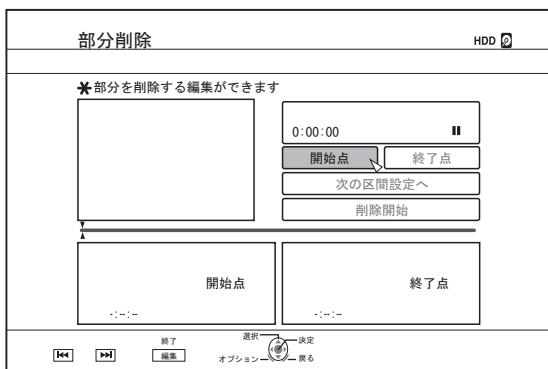 部分削除
HDD
部分を削除する編集ができます
0:00:00
開始点
終了点
次の区間設定へ
削除開始
開始点
終了点
-:--:--
-:--:--
終了
選択
決定
編集
オプション
戻る